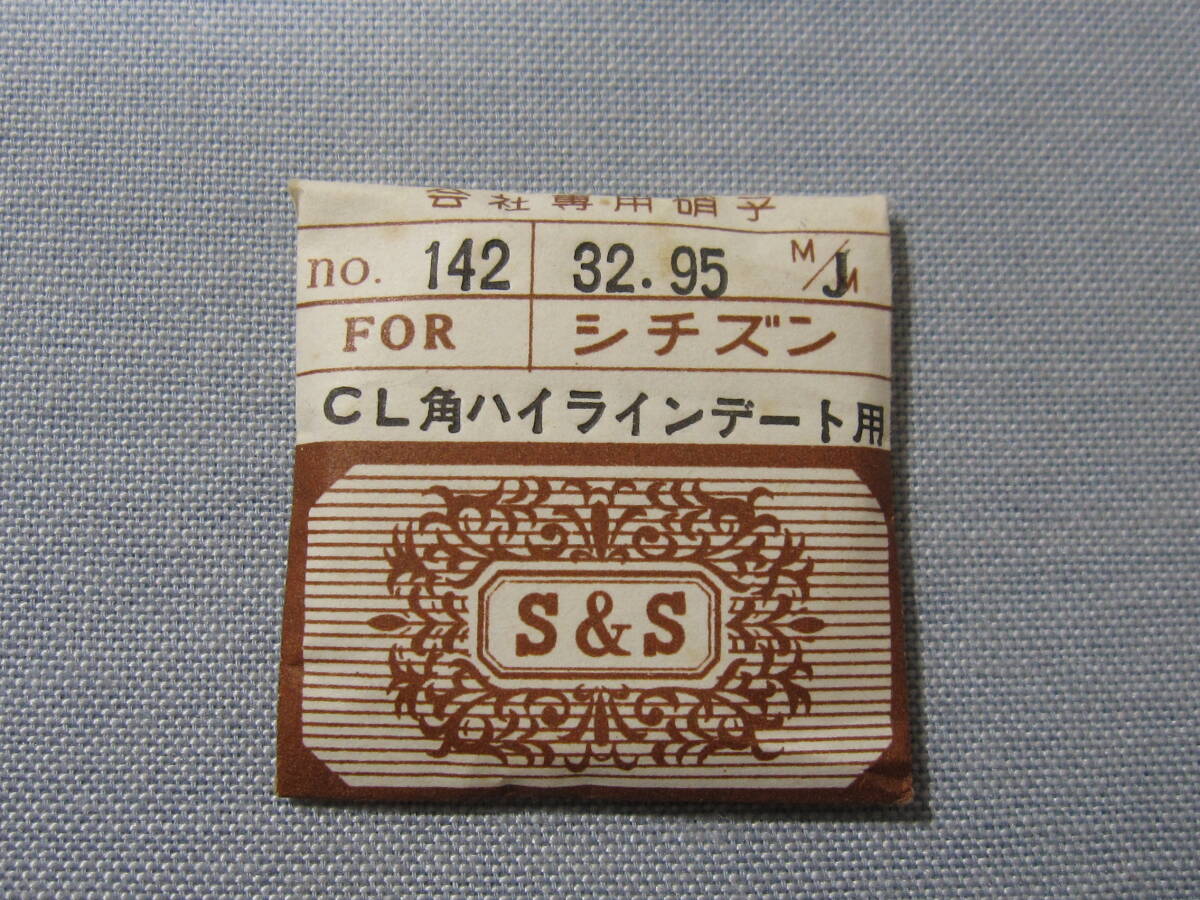 会社専用硝子
no. 142 32.95 M/M J
FOR シチズン
CL角ハイラインデート用
S&S